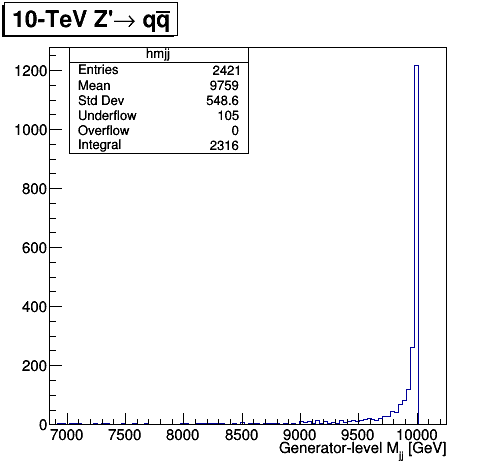 10-TeV Z'→ qq̅
hmjj
Entries 2421
Mean 9759
Std Dev 548.6
Underflow 105
Overflow 0
Integral 2316
1200
1000
800
600
400
200
0
7000 7500 8000 8500 9000 9500 10000
Generator-level Mjj [GeV]